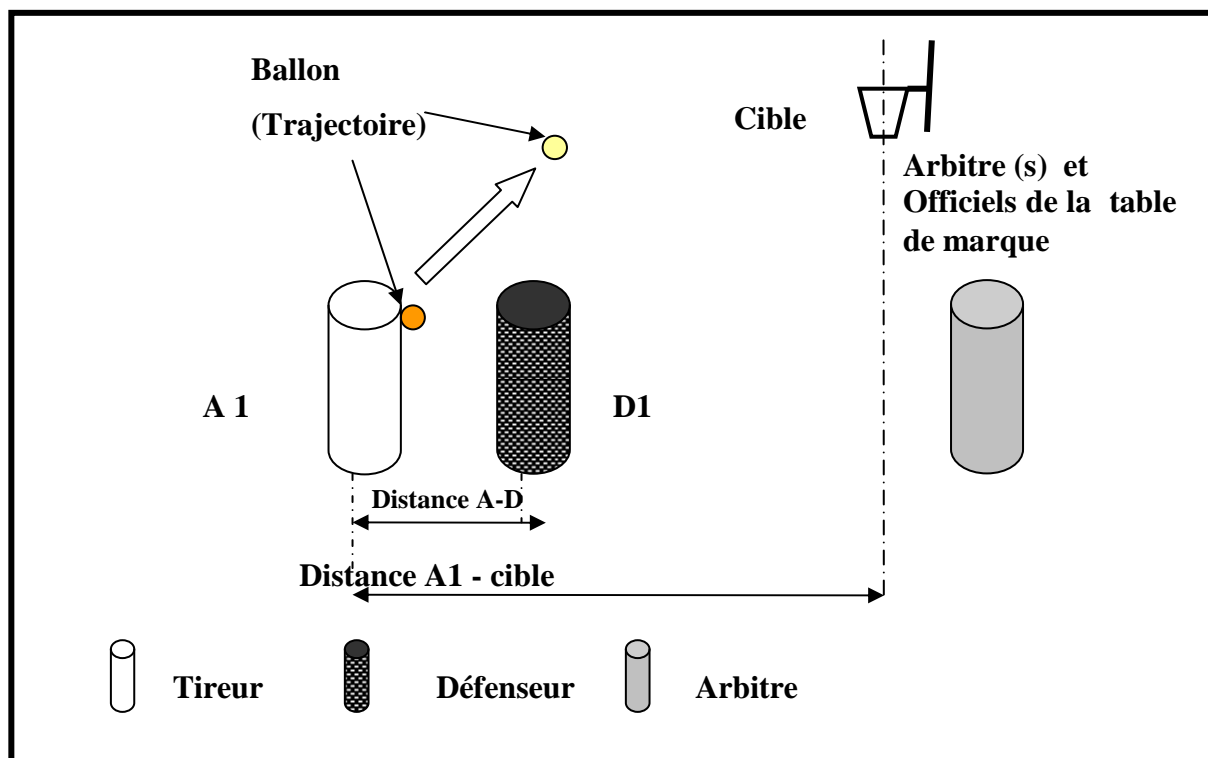 Ballon
(Trajectoire)
Cible
Arbitre (s) et
Officiels de la table
de marque
A 1
D1
Distance A-D
Distance A1 - cible
Tireur
Défenseur
Arbitre